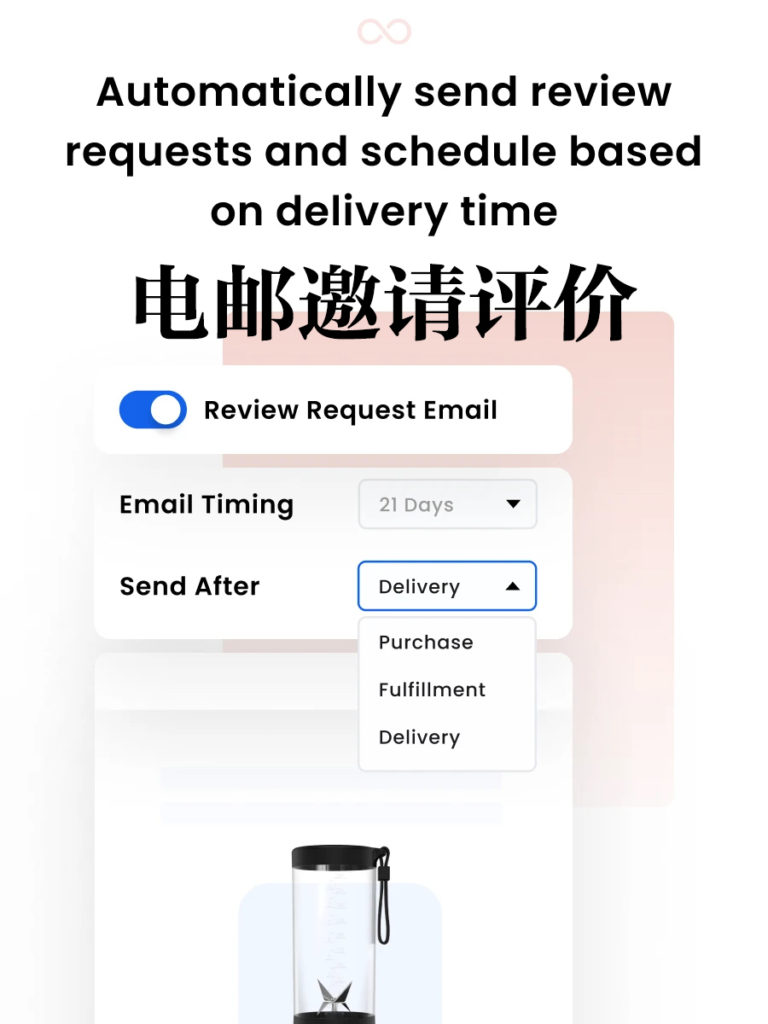 Automatically send review
requests and schedule based
on delivery time
电邮邀请评价
Review Request Email
Email Timing
21 Days
Send After
Delivery
Purchase
Fulfillment
Delivery